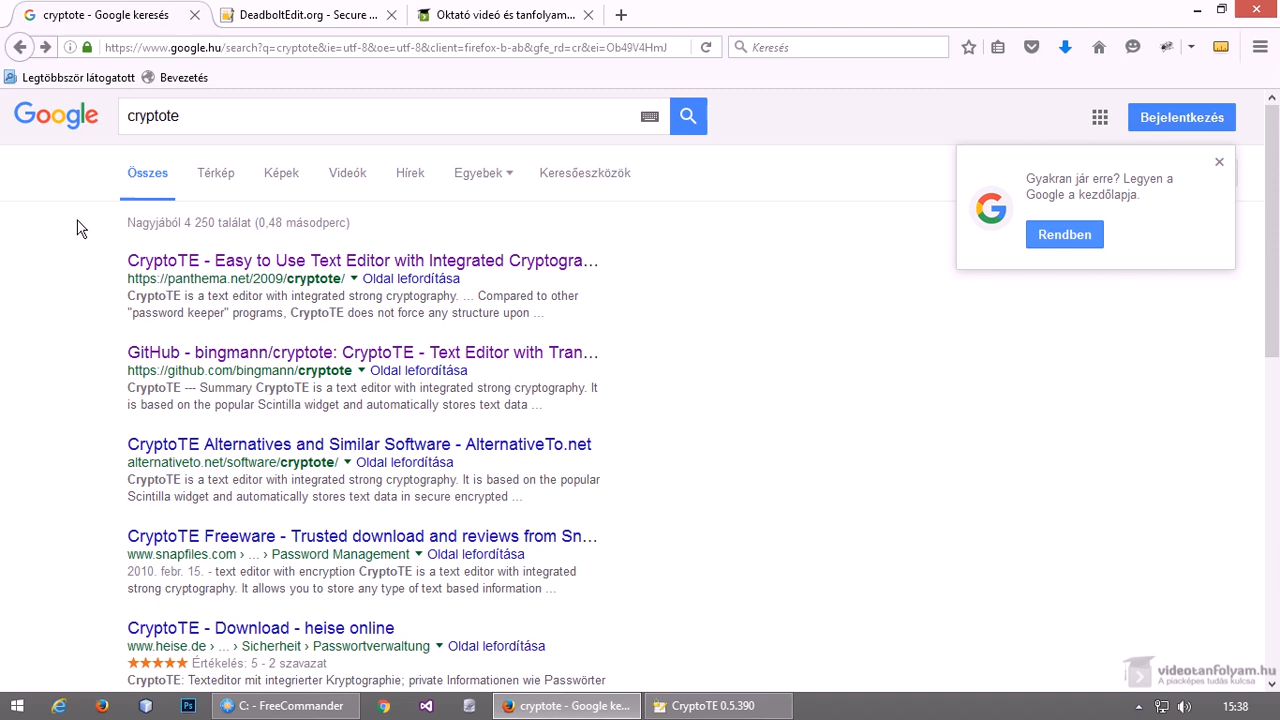 cryptote - Google keresés
DeadboltEdit.org - Secure ...
Oktató videó és tanfolyam...
https://www.google.hu/search?q=cryptote&ie=utf-8&oe=utf-8&client=firefox-b-ab&gfe_rd=cr&ei=Ob49V4HmJ
Keresés
Legtöbbször látogatott
Bevezetés
Google
cryptote
Bejelentkezés
Összes
Térkép
Képek
Videók
Hírek
Egyebek
Keresőeszközök
Gyakran jár erre? Legyen a
Google a kezdőlapja.
Rendben
Nagyjából 4 250 találat (0,48 másodperc)
CryptoTE - Easy to Use Text Editor with Integrated Cryptogra...
https://panthema.net/2009/cryptote/ Oldal lefordítása
CryptoTE is a text editor with integrated strong cryptography. ... Compared to other
"password keeper" programs, CryptoTE does not force any structure upon ...
GitHub - bingmann/cryptote: CryptoTE - Text Editor with Tran...
https://github.com/bingmann/cryptote Oldal lefordítása
CryptoTE --- Summary CryptoTE is a text editor with integrated strong cryptography. It
is based on the popular Scintilla widget and automatically stores text data ...
CryptoTE Alternatives and Similar Software - AlternativeTo.net
alternativeto.net/software/cryptote/ Oldal lefordítása
CryptoTE is a text editor with integrated strong cryptography. It is based on the popular
Scintilla widget and automatically stores text data in secure encrypted ...
CryptoTE Freeware - Trusted download and reviews from Sn...
www.snapfiles.com › ... › Password Management Oldal lefordítása
2010. febr. 15. - text editor with encryption CryptoTE is a text editor with integrated
strong cryptography. It allows you to store any type of text based information ...
CryptoTE - Download - heise online
www.heise.de › ... › Sicherheit › Passwortverwaltung Oldal lefordítása
Értékelés: 5 - 2 szavazat
CryptoTE: Texteditor mit integrierter Kryptographie; private Informationen wie Passwörter
videotanfolyam.hu
A piacképes tudás kulcsa
C: - FreeCommander
cryptote - Google ke...
CryptoTE 0.5.390
15:38